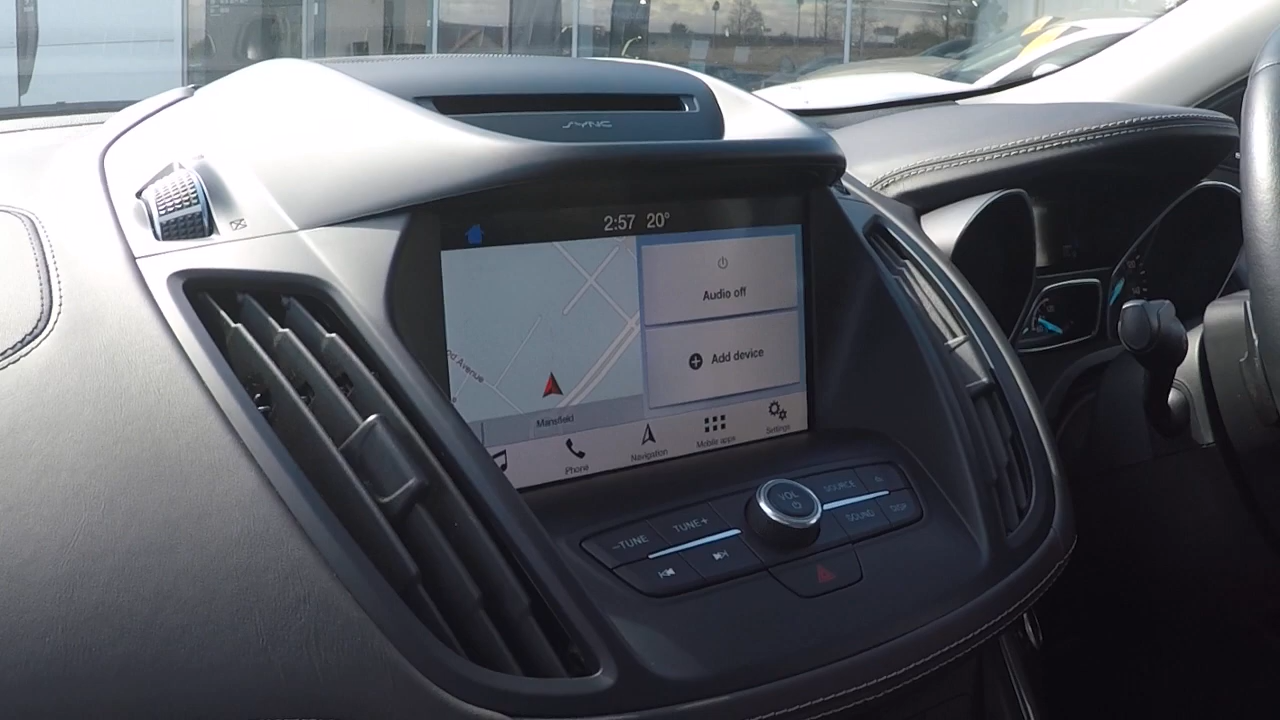 SYNC
2:57 20°
Audio off
Add device
nd Avenue
Mansfield
Phone
Navigation
Mobile apps
Settings
VOL
SOURCE
TUNE+
-TUNE
SOUND
DISP